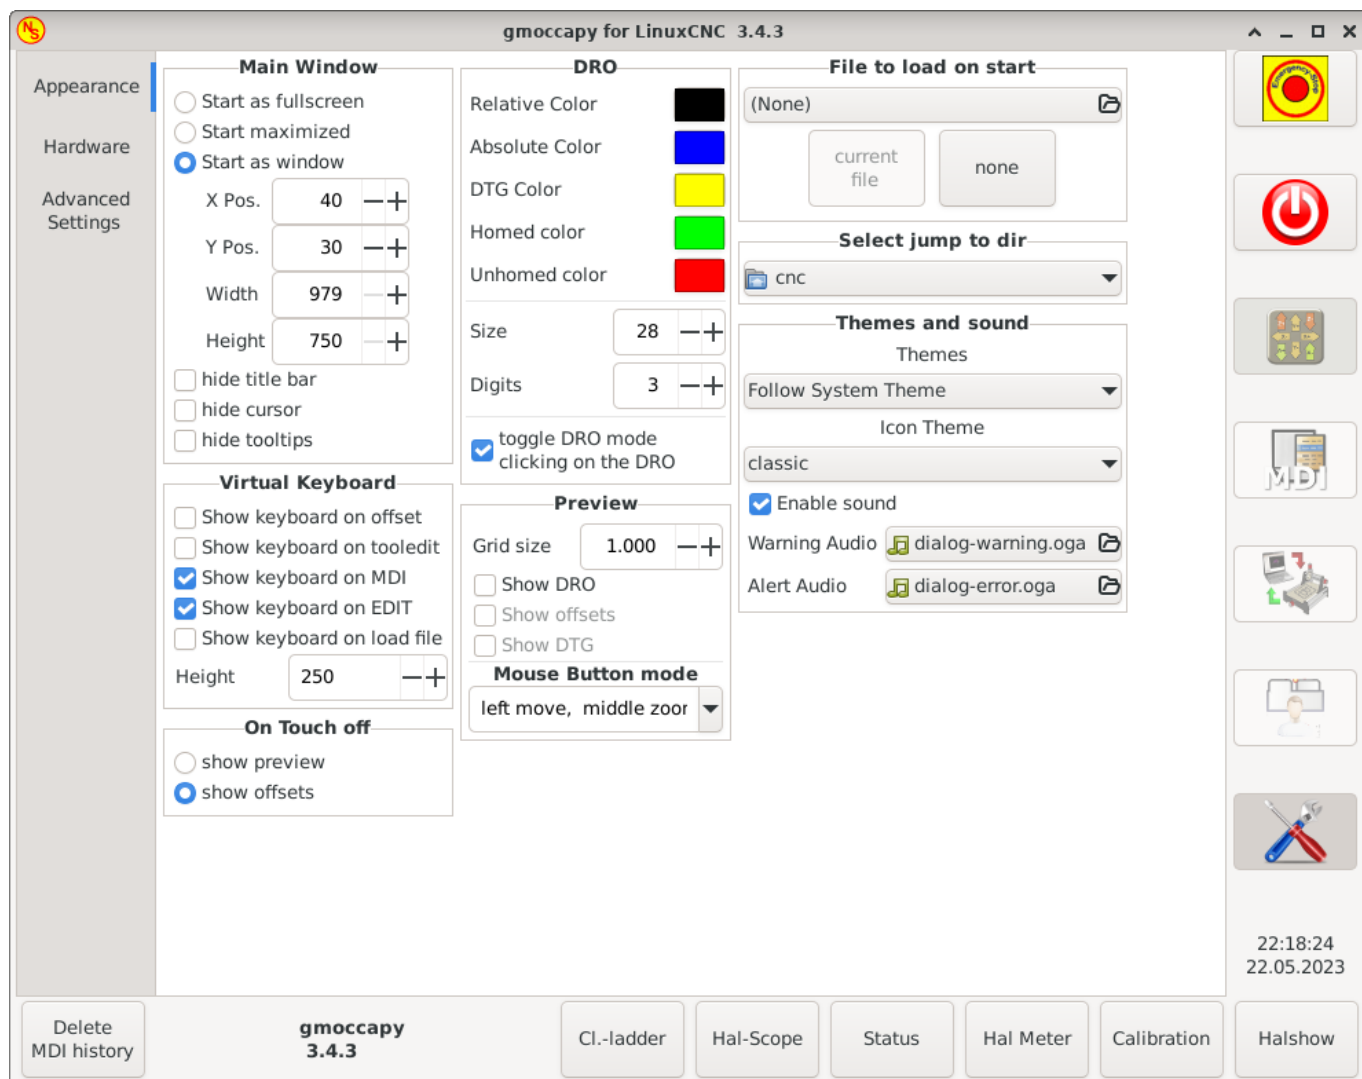 gmoccapy for LinuxCNC 3.4.3
Appearance
Hardware
Advanced
Settings
Main Window
Start as fullscreen
Start maximized
Start as window
X Pos. 40
Y Pos. 30
Width 979
Height 750
hide title bar
hide cursor
hide tooltips
Virtual Keyboard
Show keyboard on offset
Show keyboard on tooledit
Show keyboard on MDI
Show keyboard on EDIT
Show keyboard on load file
Height 250
On Touch off
show preview
show offsets
DRO
Relative Color
Absolute Color
DTG Color
Homed color
Unhomed color
Size 28
Digits 3
toggle DRO mode
clicking on the DRO
Preview
Grid size 1.000
Show DRO
Show offsets
Show DTG
Mouse Button mode
left move, middle zoor
File to load on start
(None)
current
file
none
Select jump to dir
cnc
Themes and sound
Themes
Follow System Theme
Icon Theme
classic
Enable sound
Warning Audio dialog-warning.oga
Alert Audio dialog-error.oga
Emergency-Stop
MDI
22:18:24
22.05.2023
Delete
MDI history
gmoccapy
3.4.3
Cl.-ladder
Hal-Scope
Status
Hal Meter
Calibration
Halshow
NS